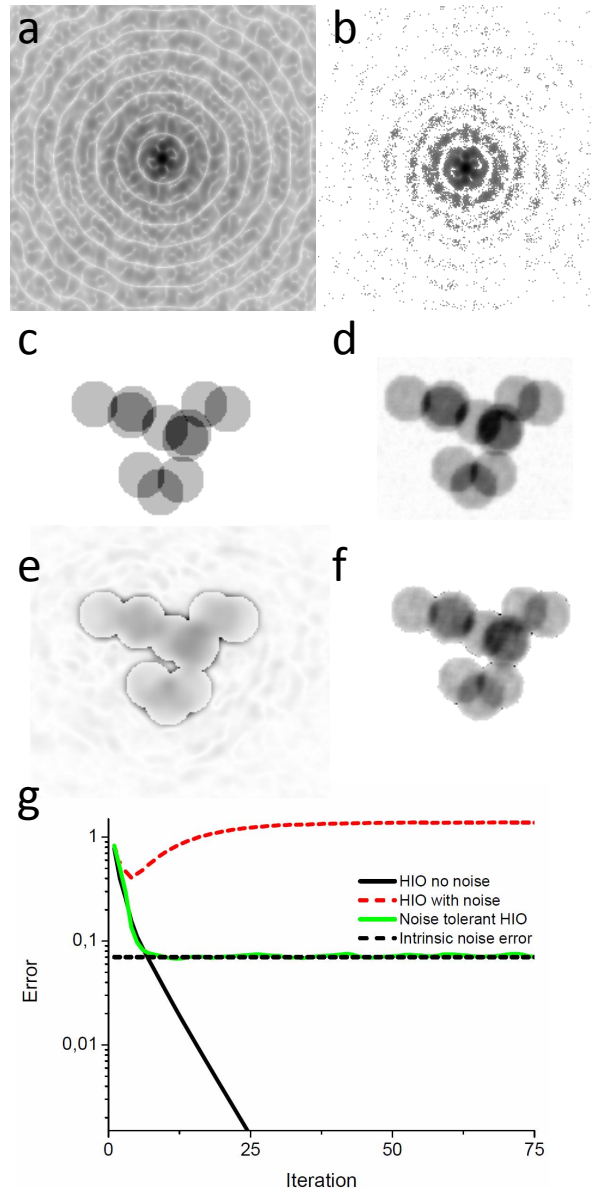 a
b
c
d
e
f
g
1
HIO no noise
HIO with noise
Noise tolerant HIO
Intrinsic noise error
0,1
Error
0,01
0
25
50
75
Iteration